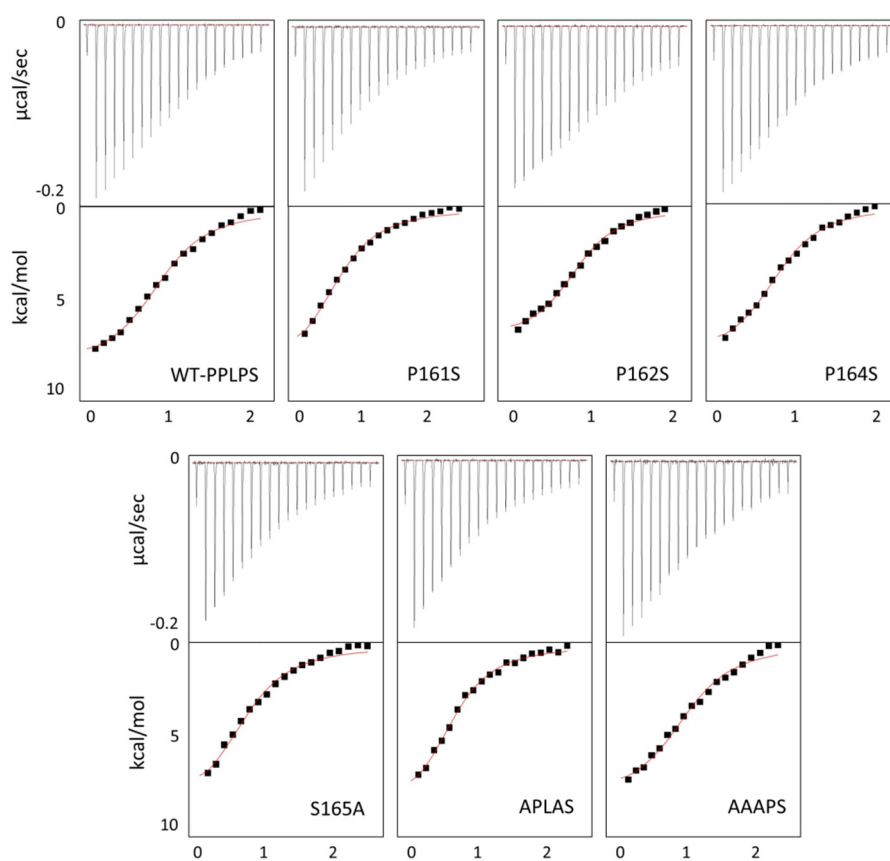 0
μcal/sec
-0.2
0
kcal/mol
5
10
WT-PPLPS P161S P162S P164S
0 1 2 0 1 2 0 1 2 0 1 2
0
μcal/sec
-0.2
0
kcal/mol
5
10
S165A APLAS AAAPS
0 1 2 0 1 2 0 1 2